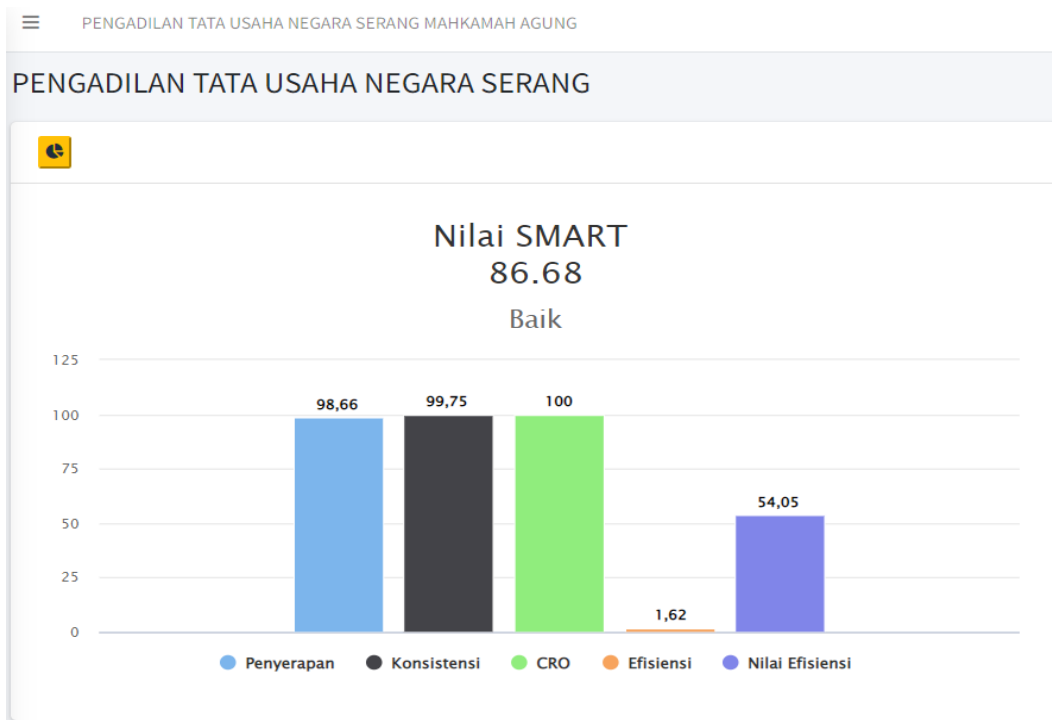 PENGADILAN TATA USAHA NEGARA SERANG MAHKAMAH AGUNG
PENGADILAN TATA USAHA NEGARA SERANG
Nilai SMART
86.68
Baik
125
100
75
50
25
0
98,66
99,75
100
1,62
54,05
Penyerapan
Konsistensi
CRO
Efisiensi
Nilai Efisiensi